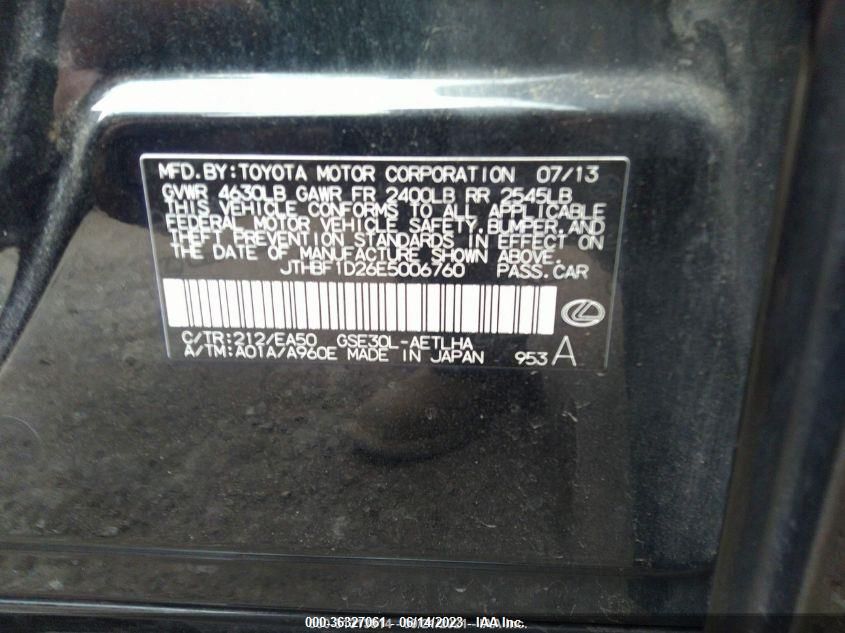 MFD.BY:TOYOTA MOTOR CORPORATION 07/13
GVWR 4630LB GAWR FR 2400LB RR 2545LB
THIS VEHICLE CONFORMS TO ALL APPLICABLE
FEDERAL MOTOR VEHICLE SAFETY,BUMPER,AND
THEFT PREVENTION STANDARDS IN EFFECT ON
THE DATE OF MANUFACTURE SHOWN ABOVE.
JTHBF1D26E5006760 PASS.CAR
C/TR:212/EA50 GSE30L-AETLHA
A/TM:A01A/A960E MADE IN JAPAN 953 A
000-36327061- -06/14/2023- -IAA Inc.